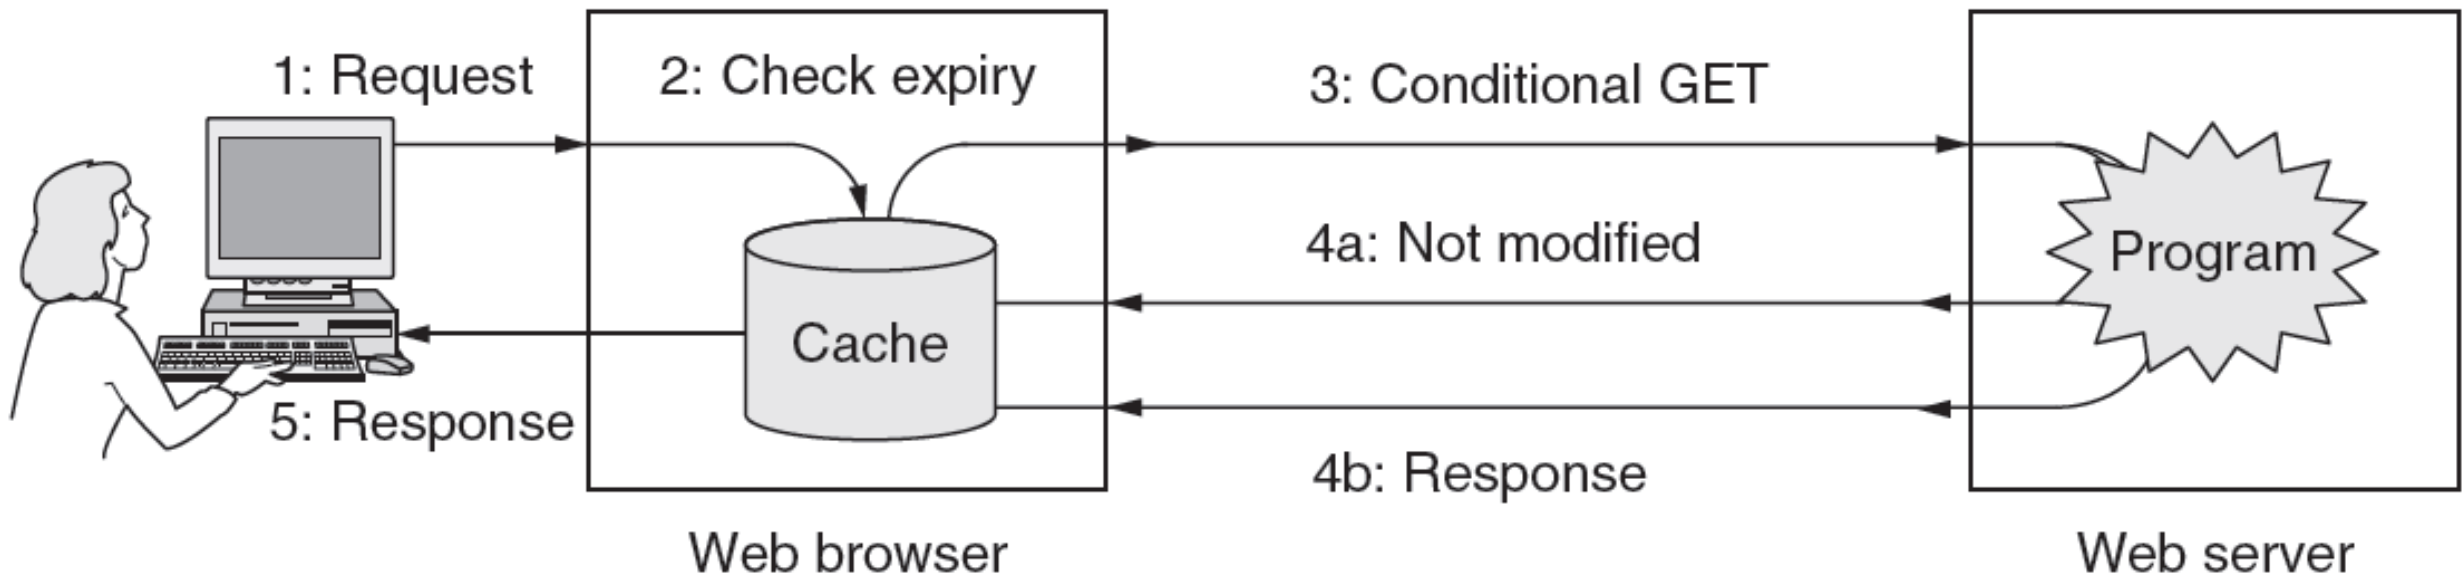 1: Request
2: Check expiry
3: Conditional GET
4a: Not modified
Program
Cache
5: Response
4b: Response
Web browser
Web server